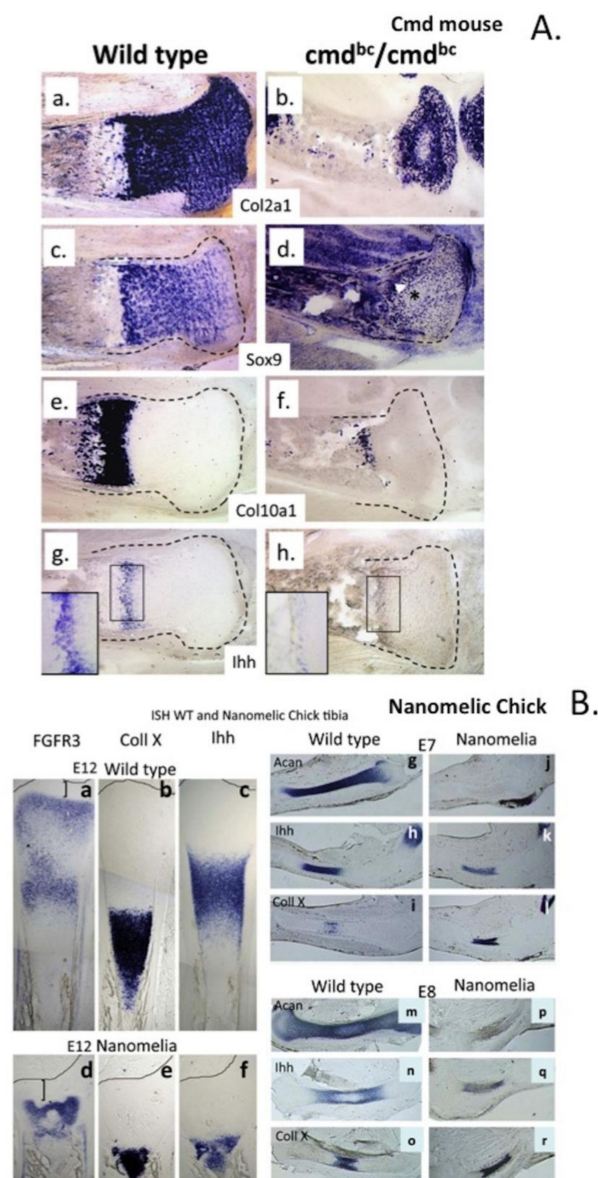 Cmd mouse A.
Wild type cmdbc/cmdbc
a. b.
Col2a1
c. d.
*
Sox9
e. f.
Col10a1
g. h.
Ihh
Nanomelic Chick B.
ISH WT and Nanomelic Chick tibia
FGFR3 Coll X Ihh
E12 Wild type
a b c
E12 Nanomelia
d e f
Wild type E7 Nanomelia
Acan g j
Ihh h k
Coll X i l
Wild type E8 Nanomelia
Acan m p
Ihh n q
Coll X o r